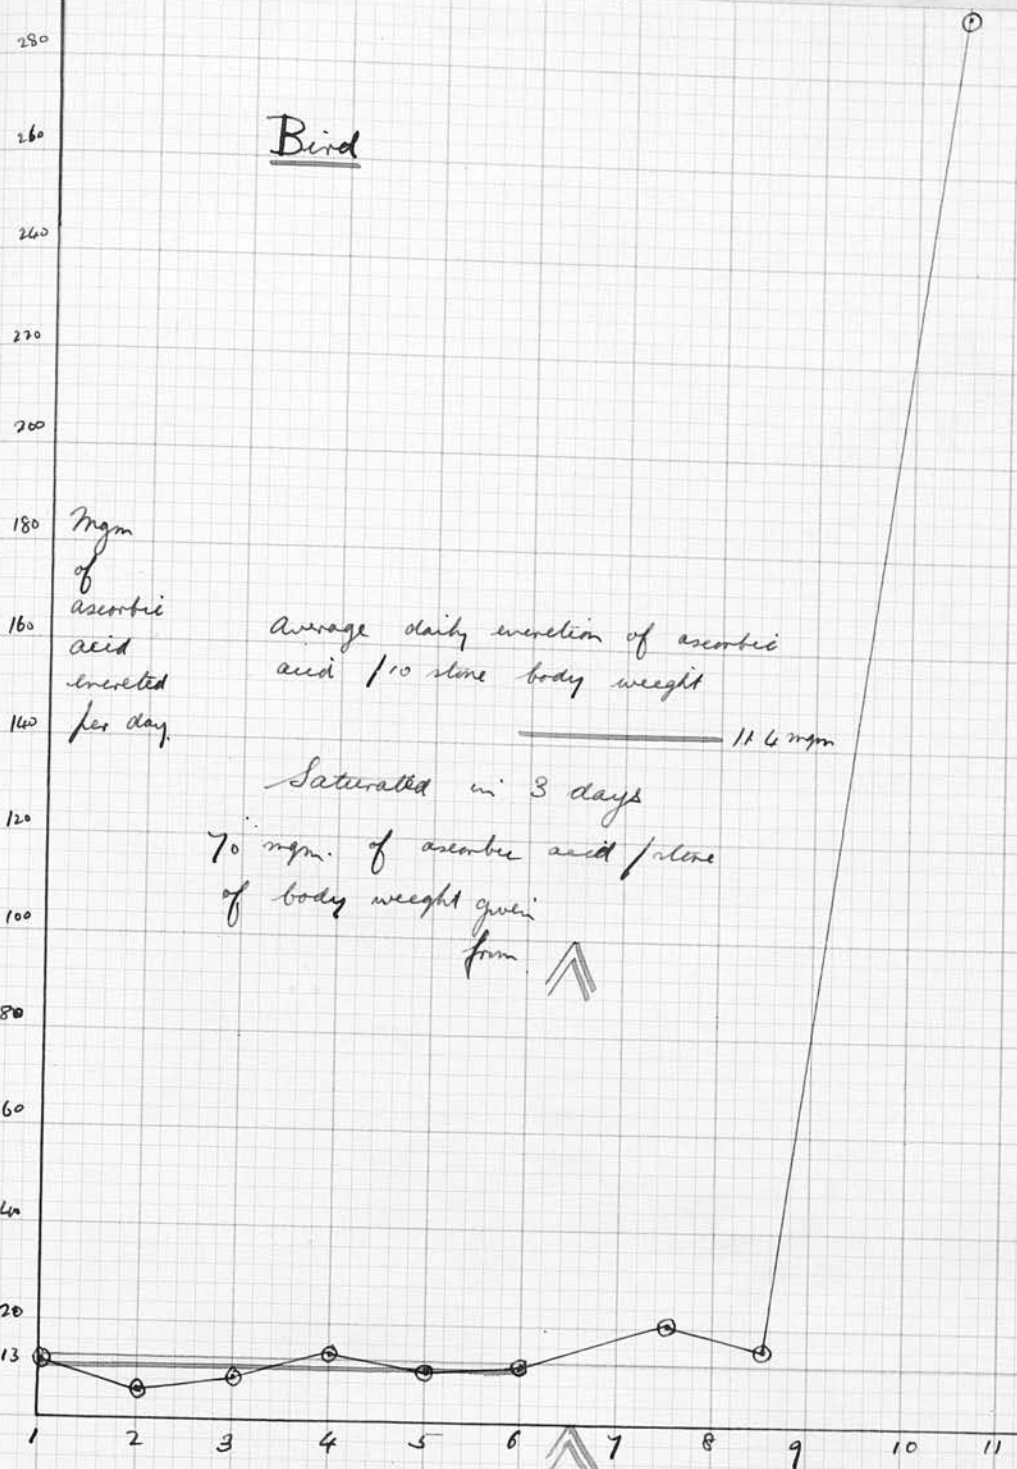 280
260
Bird
240
220
200
180
Mgm
of
ascorbic
acid
excreted
per day.
160
140
Average daily excretion of ascorbic
acid /10 stone body weight
11.4 mgm
Saturated in 3 days
70 mgm. of ascorbic acid /stone
of body weight given
from
120
100
80
60
40
20
13
1 2 3 4 5 6 7 8 9 10 11